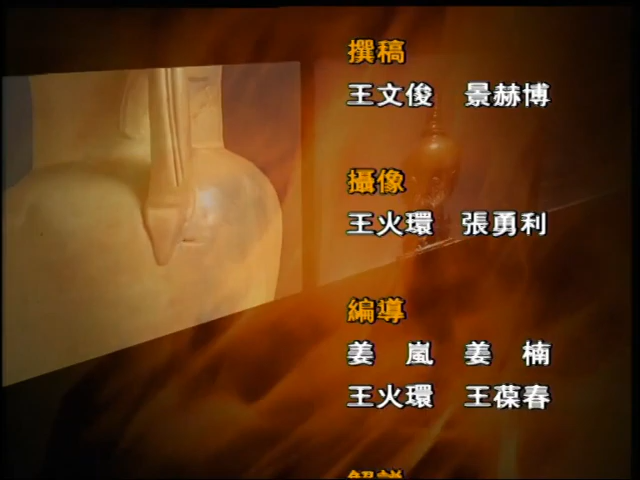 撰稿
王文俊 景赫博
攝像
王火環 張勇利
編導
姜嵐 姜楠
王火環 王葆春